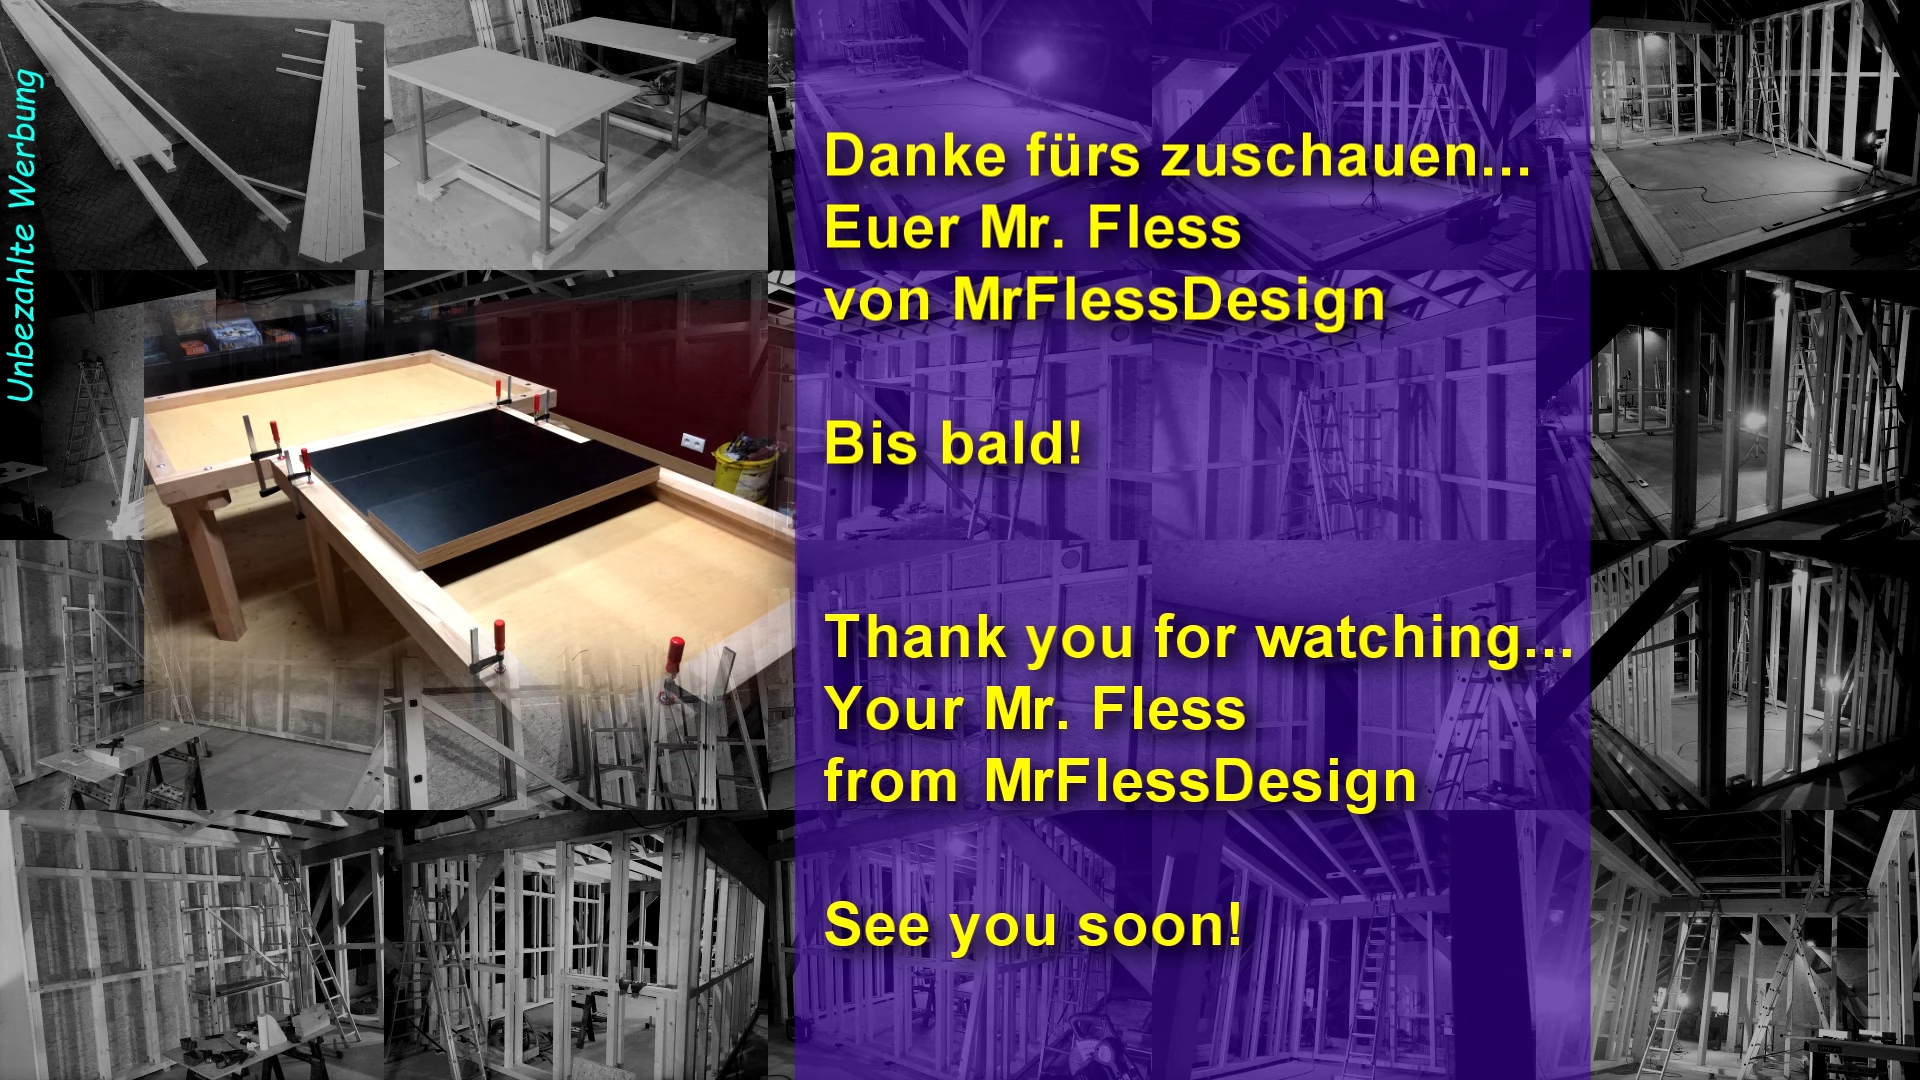 Unbezahlte Werbung
Danke fürs zuschauen...
Euer Mr. Fless
von MrFlessDesign
Bis bald!
Thank you for watching...
Your Mr. Fless
from MrFlessDesign
See you soon!